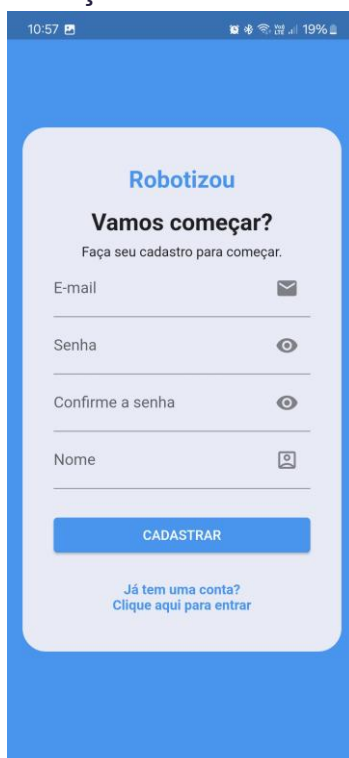 10:57
19%
Robotizou
Vamos começar?
Faça seu cadastro para começar.
E-mail
Senha
Confirme a senha
Nome
CADASTRAR
Já tem uma conta?
Clique aqui para entrar